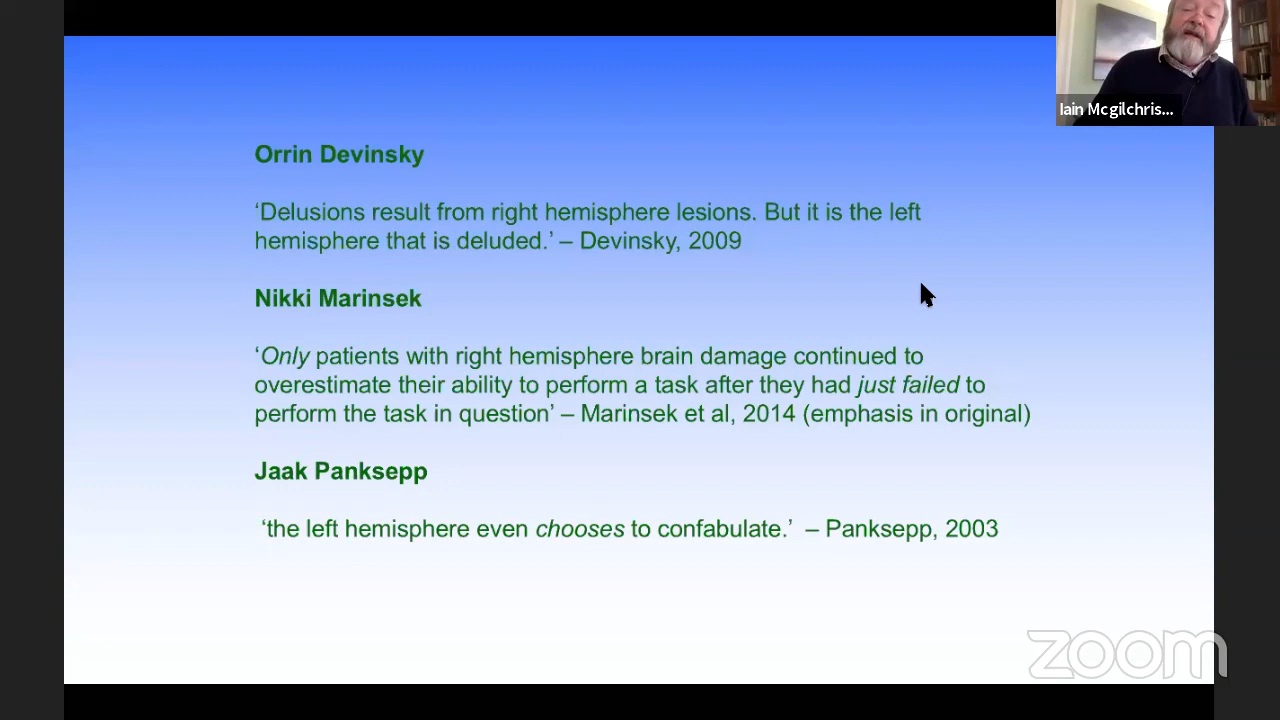 Iain Mcgilchris...
Orrin Devinsky
‘Delusions result from right hemisphere lesions. But it is the left
hemisphere that is deluded.’ – Devinsky, 2009
Nikki Marinsek
‘Only patients with right hemisphere brain damage continued to
overestimate their ability to perform a task after they had just failed to
perform the task in question’ – Marinsek et al, 2014 (emphasis in original)
Jaak Panksepp
‘the left hemisphere even chooses to confabulate.’ – Panksepp, 2003
zoom